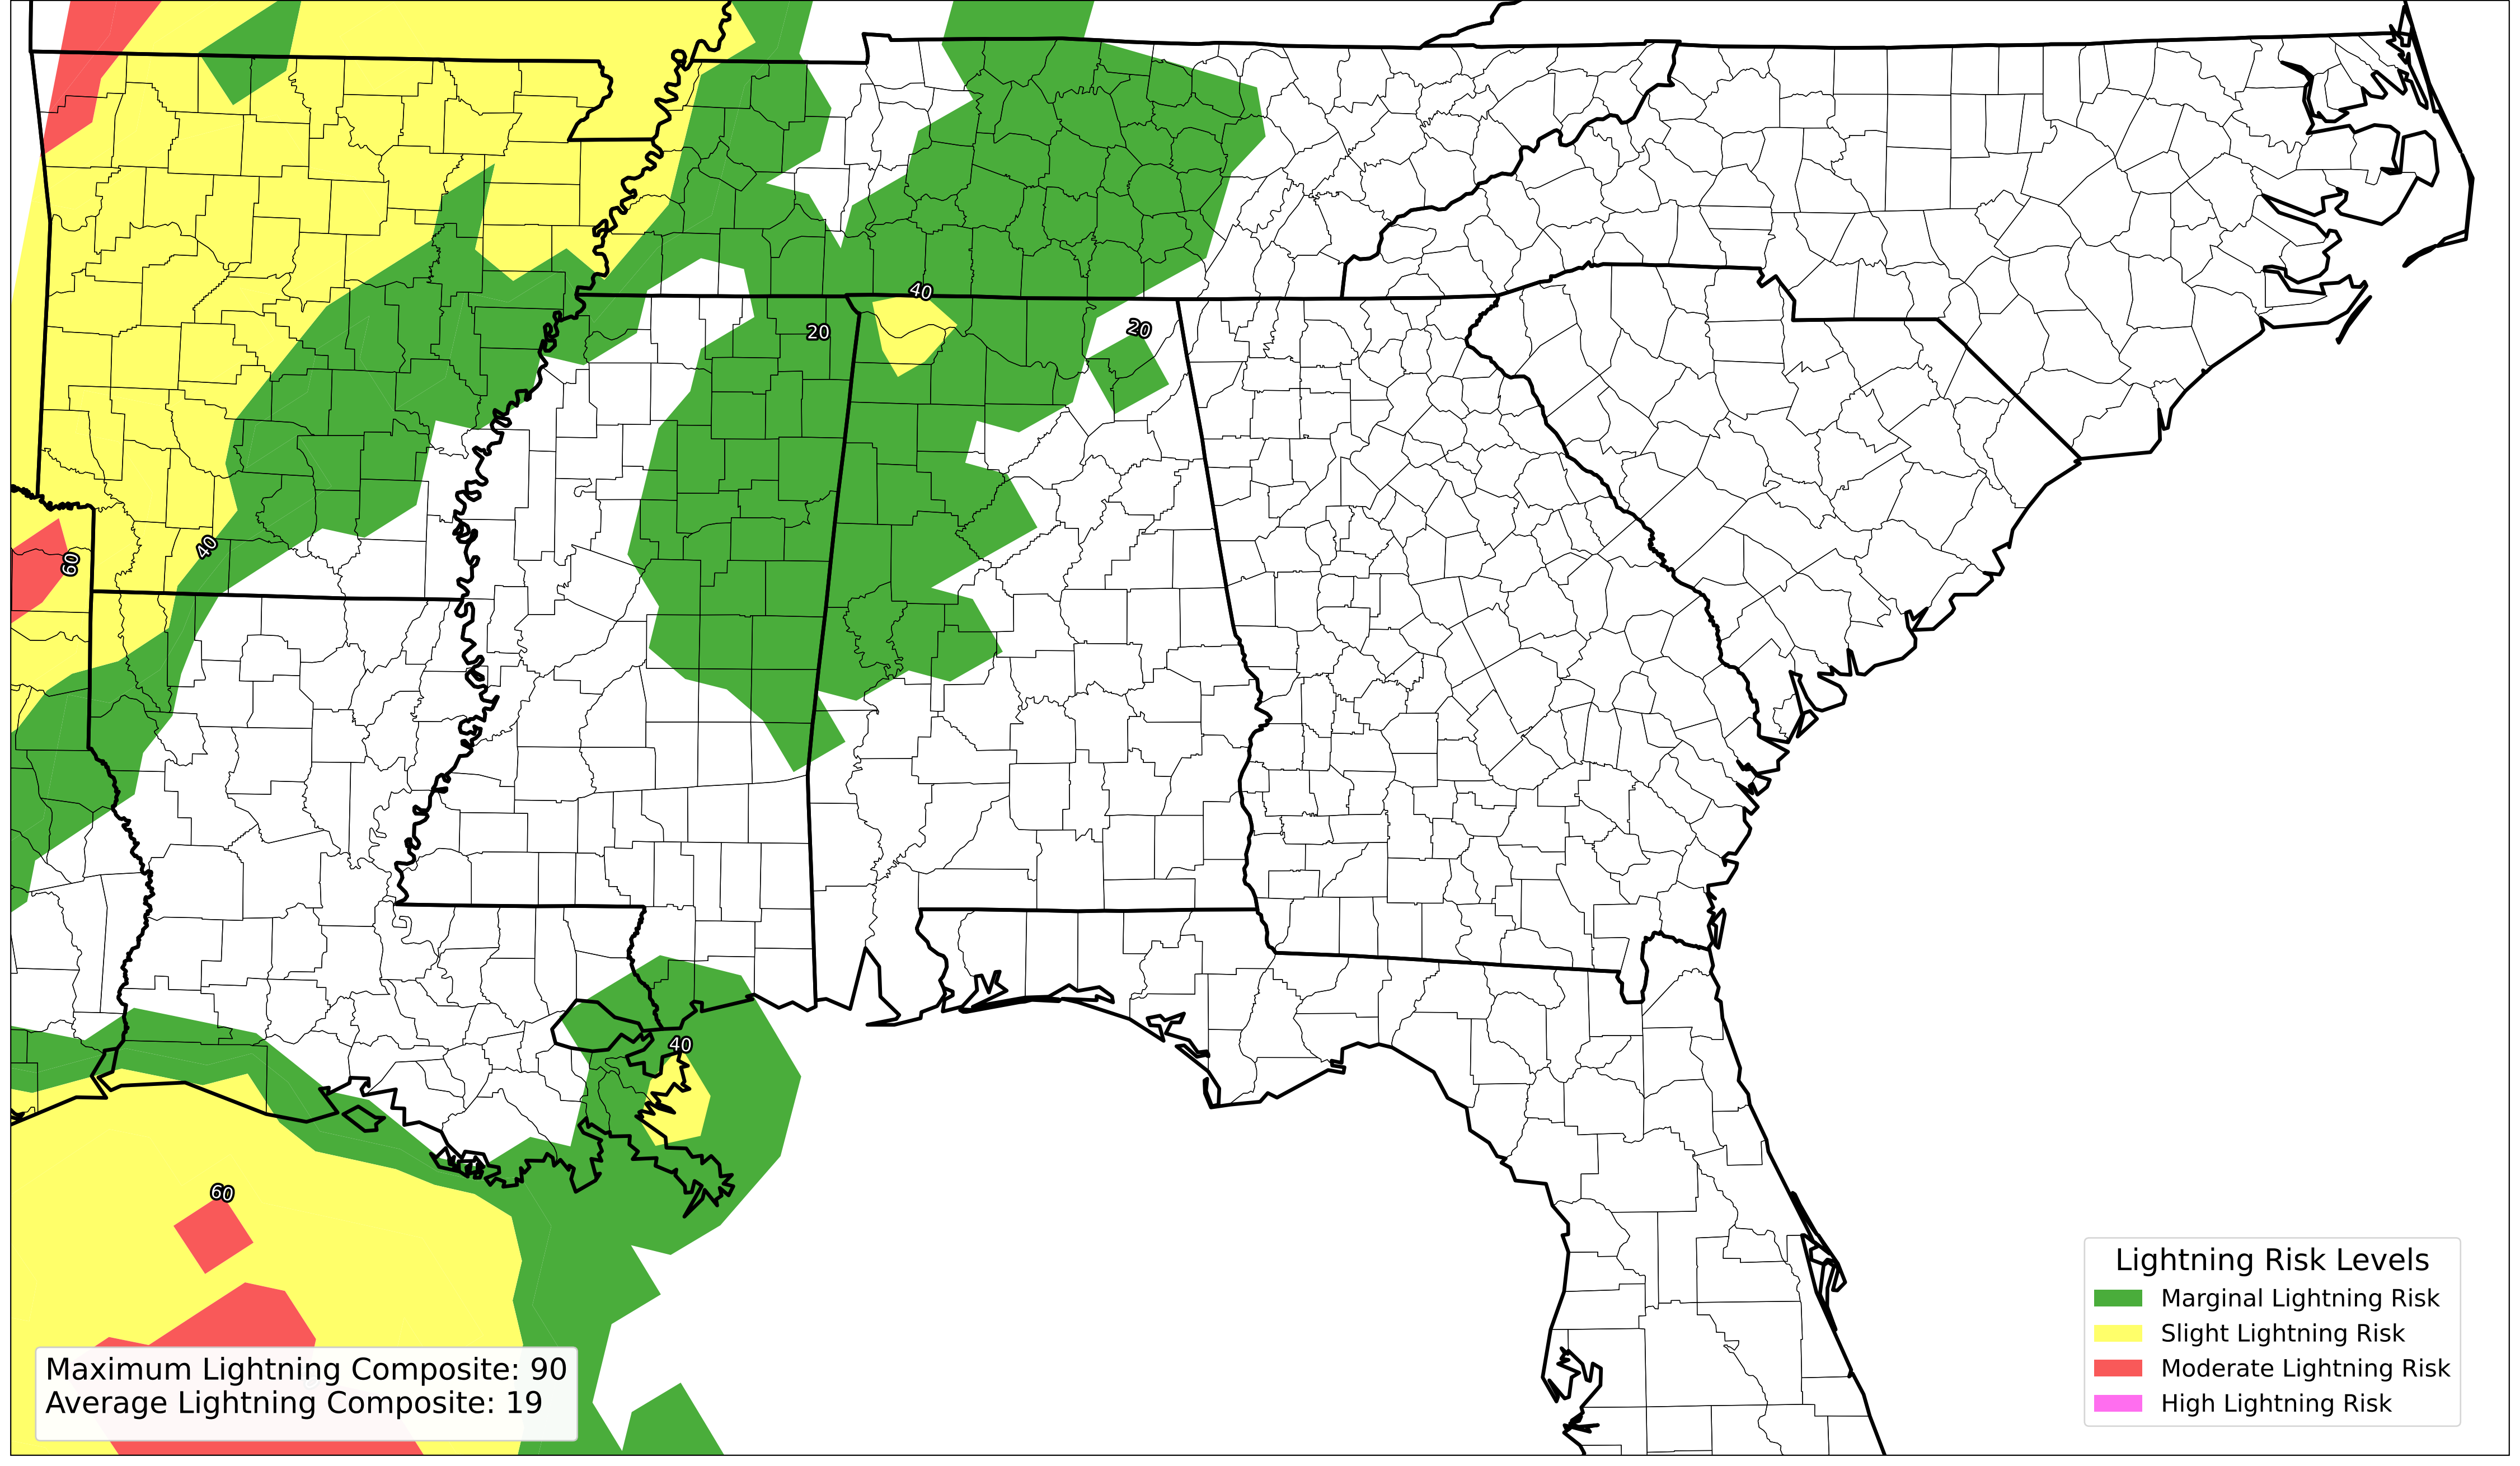 40
20
20
60
40
40
60
Maximum Lightning Composite: 90
Average Lightning Composite: 19
Lightning Risk Levels
Marginal Lightning Risk
Slight Lightning Risk
Moderate Lightning Risk
High Lightning Risk